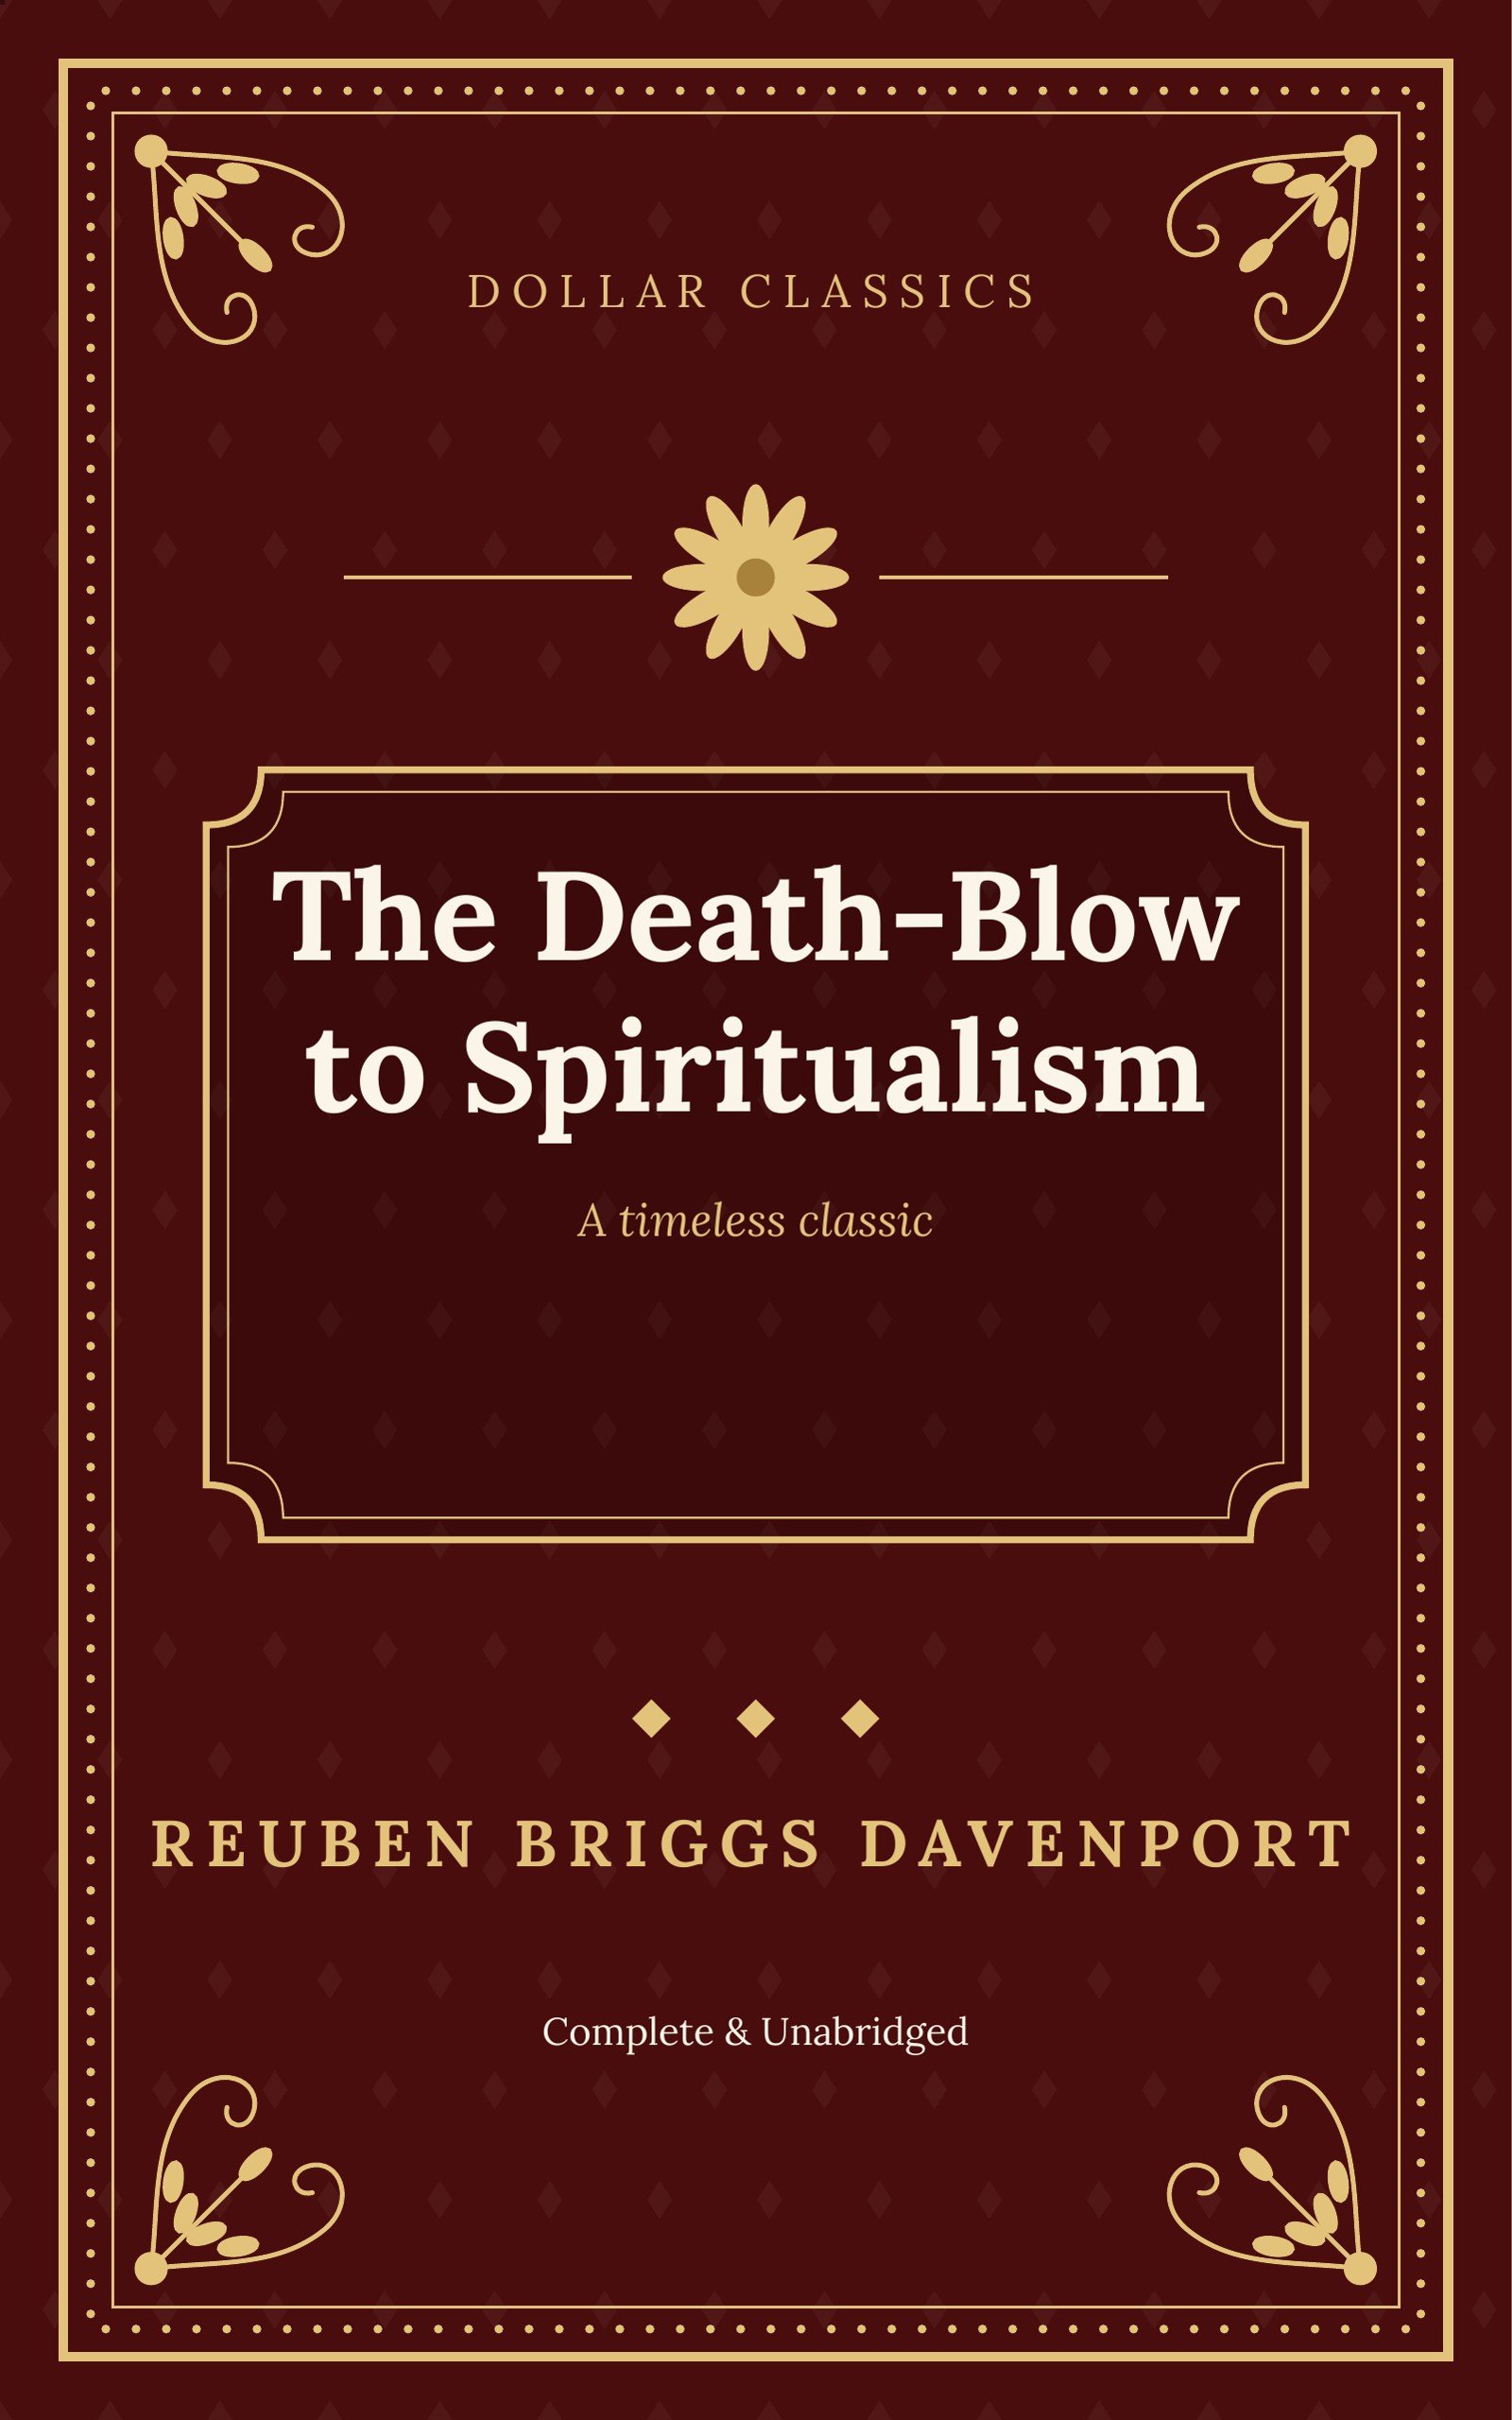 DOLLAR CLASSICS
The Death-Blow
to Spiritualism
A timeless classic
REUBEN BRIGGS DAVENPORT
Complete & Unabridged